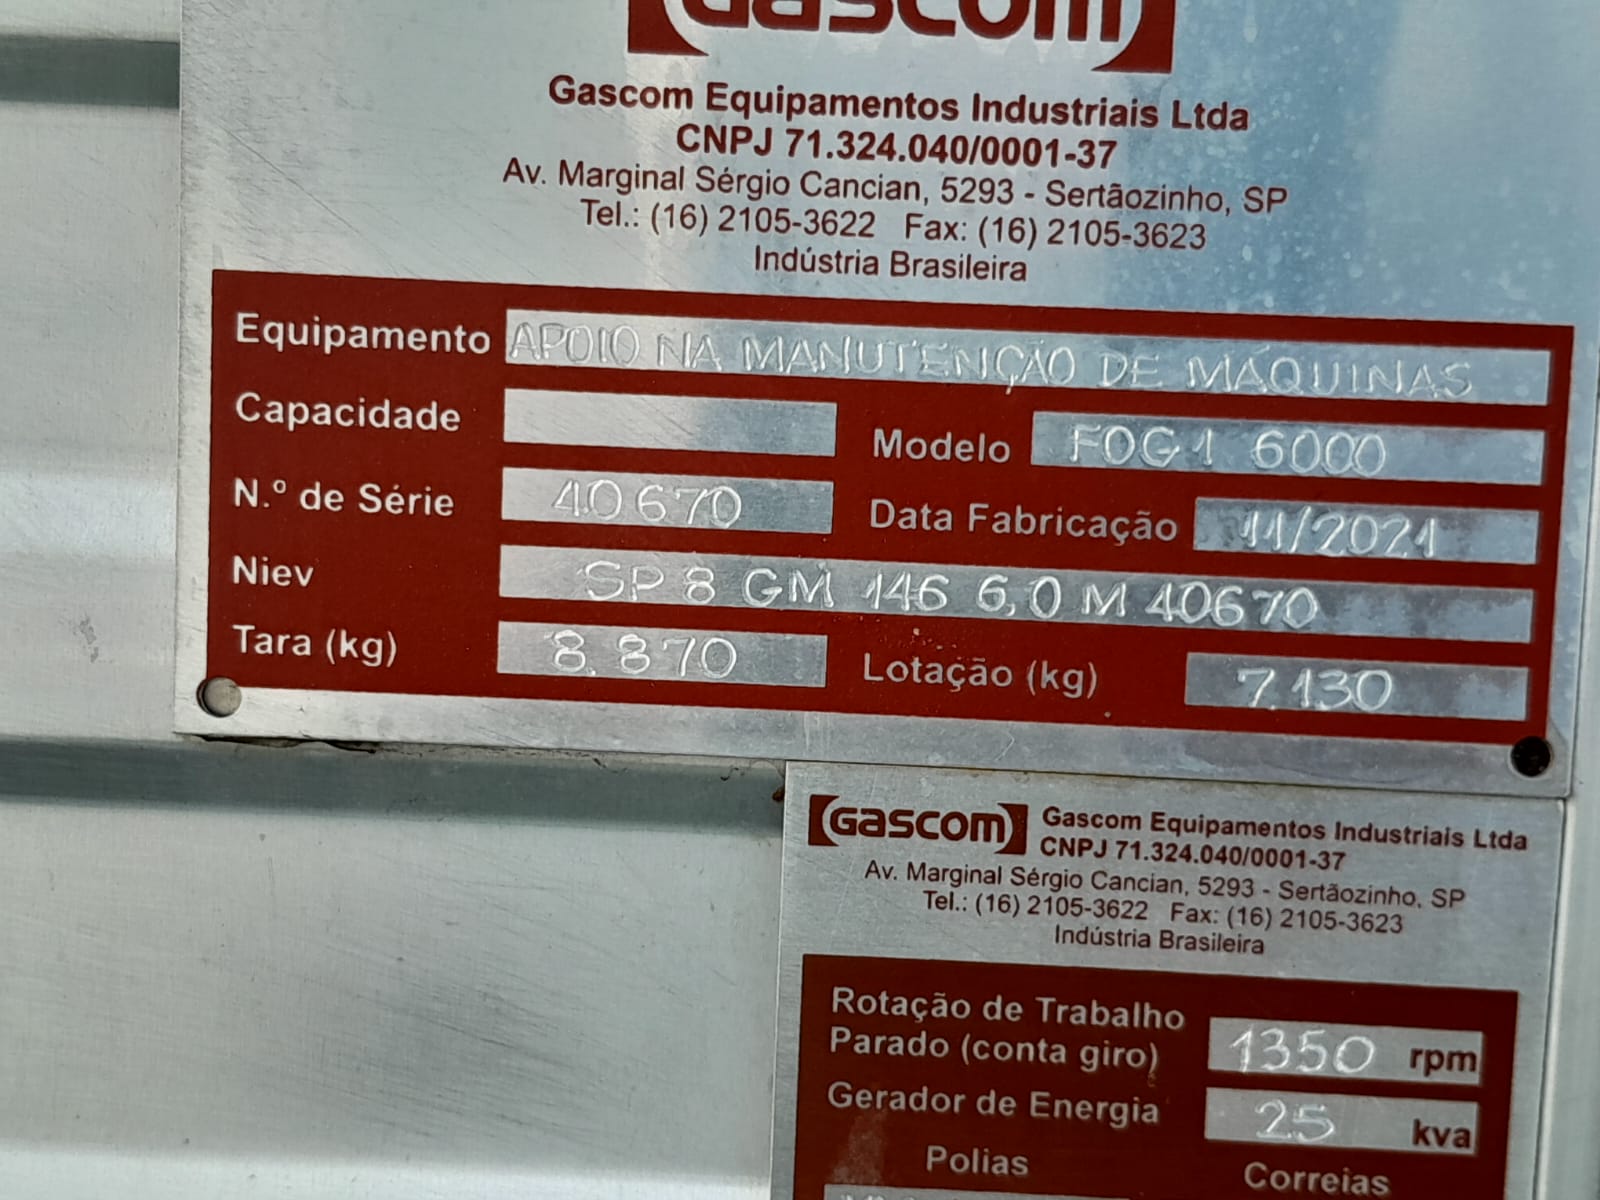 Gascom
Gascom Equipamentos Industriais Ltda
CNPJ 71.324.040/0001-37
Av. Marginal Sérgio Cancian, 5293 - Sertãozinho, SP
Tel.: (16) 2105-3622 Fax: (16) 2105-3623
Indústria Brasileira
Equipamento APOIO NA MANUTENÇÃO DE MÁQUINAS
Capacidade
Modelo FOG1 6000
N.º de Série 40670
Data Fabricação 11/2021
Niev SP 8 GM 146 6,0 M 40670
Tara (kg) 8.870
Lotação (kg) 7.130
Gascom
Gascom Equipamentos Industriais Ltda
CNPJ 71.324.040/0001-37
Av. Marginal Sérgio Cancian, 5293 - Sertãozinho, SP
Tel.: (16) 2105-3622 Fax: (16) 2105-3623
Indústria Brasileira
Rotação de Trabalho
Parado (conta giro) 1350 rpm
Gerador de Energia 25 kva
Polias Correias